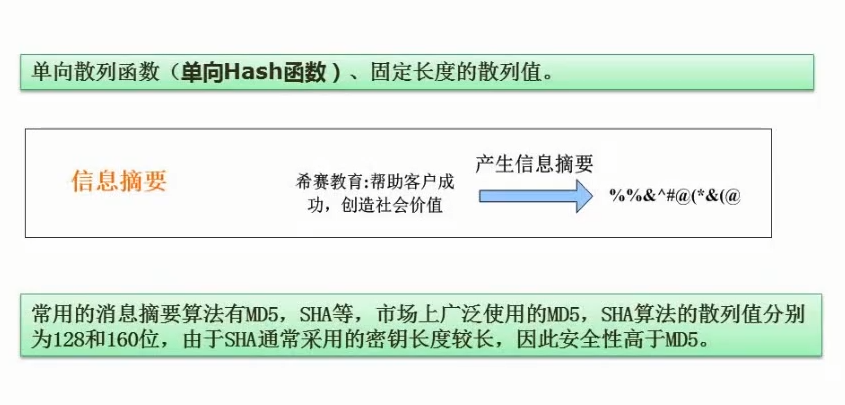 单向散列函数（单向Hash函数）、固定长度的散列值。
信息摘要
希赛教育:帮助客户成
功，创造社会价值
产生信息摘要
%%&^#@(*&(@
常用的消息摘要算法有MD5，SHA等，市场上广泛使用的MD5，SHA算法的散列值分别
为128和160位，由于SHA通常采用的密钥长度较长，因此安全性高于MD5。